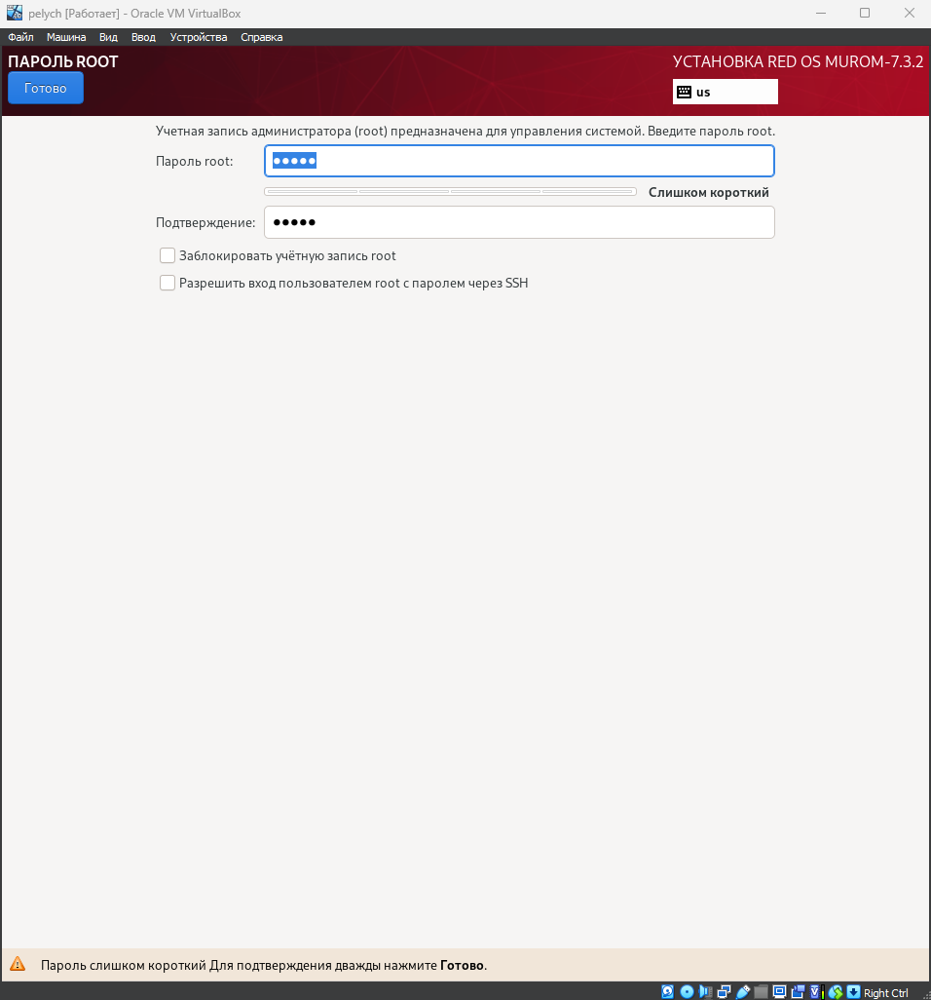 pelych [Работает] - Oracle VM VirtualBox
Файл Машина Вид Ввод Устройства Справка
ПАРОЛЬ ROOT
УСТАНОВКА RED OS MUROM-7.3.2
Готово
us
Учетная запись администратора (root) предназначена для управления системой. Введите пароль root.
Пароль root: ●●●●●
Слишком короткий
Подтверждение: ●●●●●
Заблокировать учётную запись root
Разрешить вход пользователем root с паролем через SSH
Пароль слишком короткий Для подтверждения дважды нажмите Готово.
Right Ctrl